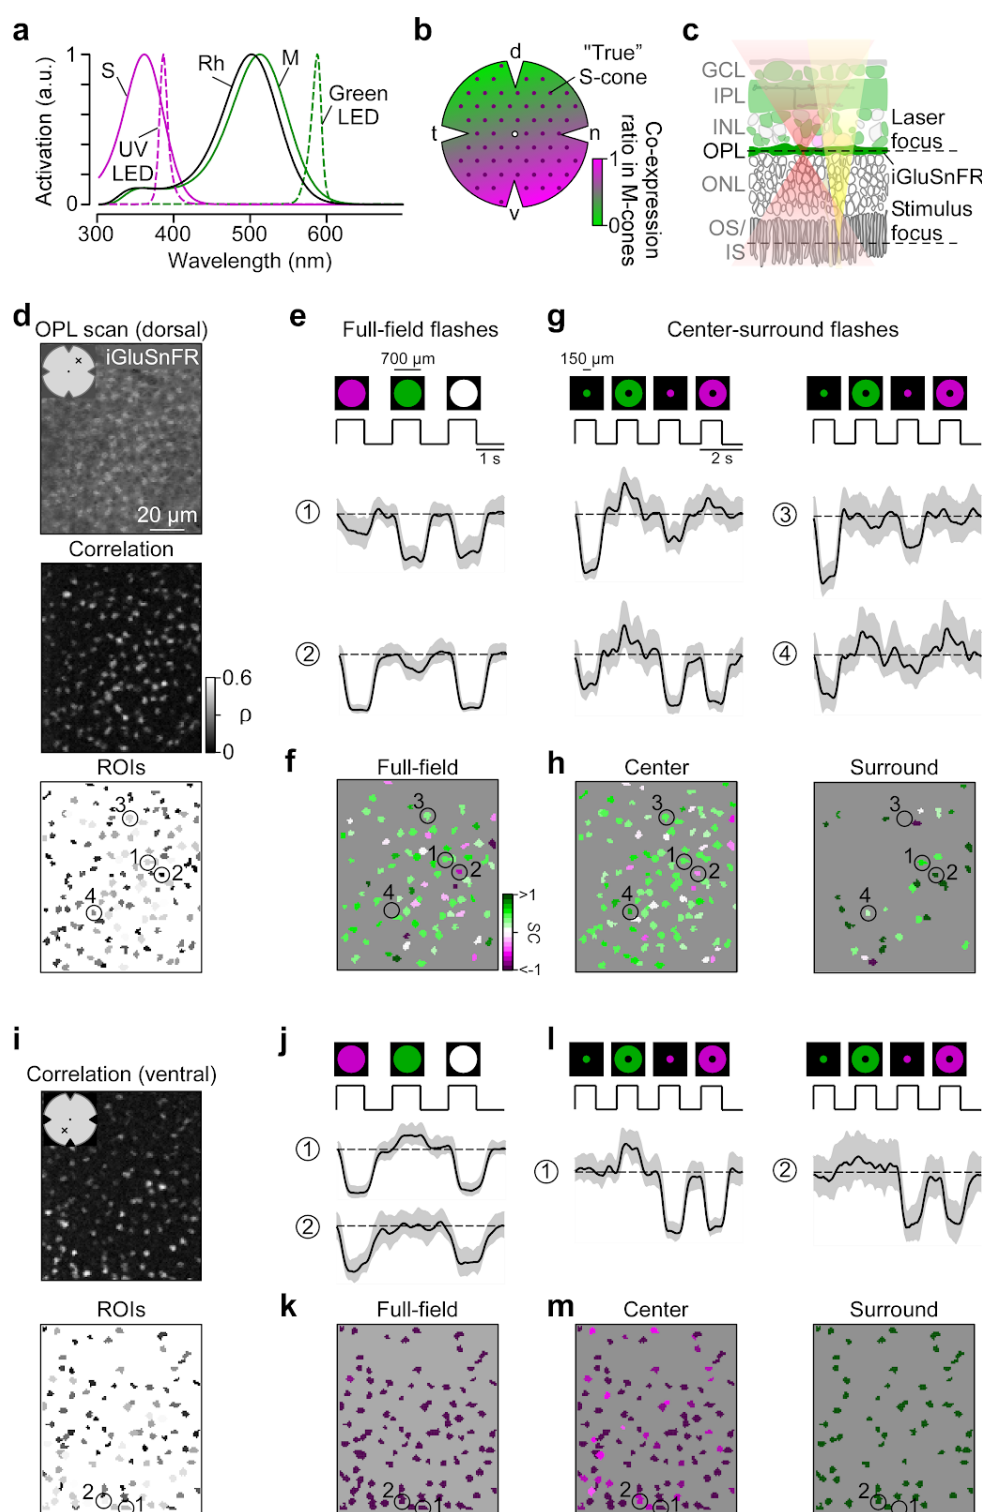 a
Activation (a.u.)
1
0
S
UV
LED
Rh
M
Green
LED
300
400
500
600
Wavelength (nm)
b
d
t
n
v
"True"
S-cone
1
0
Co-expression
ratio in M-cones
c
GCL
IPL
INL
OPL
ONL
OS/
IS
Laser
focus
iGluSnFR
Stimulus
focus
d
OPL scan (dorsal)
iGluSnFR
20 µm
Correlation
0.6
ρ
0
ROIs
3
1
2
4
e
Full-field flashes
700 µm
1 s
1
2
f
Full-field
3
1
2
4
>1
SC
<-1
g
Center-surround flashes
150 µm
2 s
3
4
h
Center
3
1
2
4
Surround
3
1
2
4
i
Correlation (ventral)
ROIs
2
1
j
1
2
k
Full-field
2
1
l
1
2
m
Center
2
1
Surround
2
1